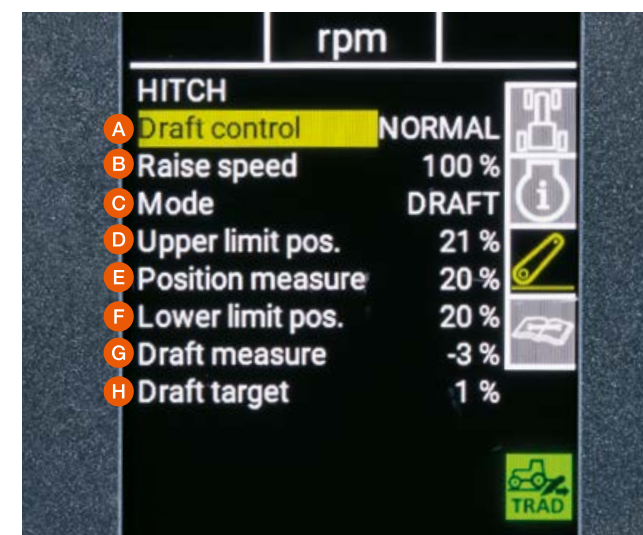 rpm
HITCH
A Draft control NORMAL
B Raise speed 100 %
C Mode DRAFT
D Upper limit pos. 21 %
E Position measure 20 %
F Lower limit pos. 20 %
G Draft measure -3 %
H Draft target 1 %
TRAD